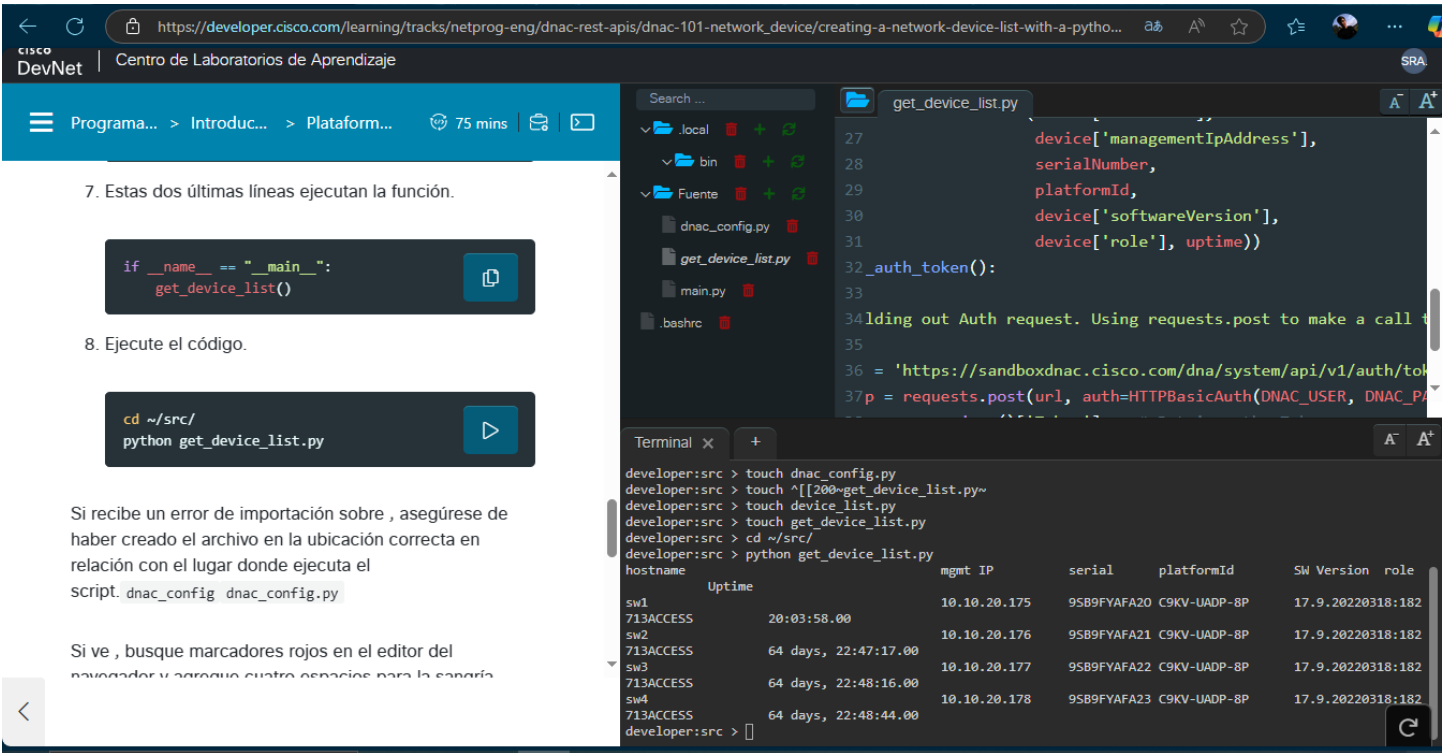 https://developer.cisco.com/learning/tracks/netprog-eng/dnac-rest-apis/dnac-101-network_device/creating-a-network-device-list-with-a-pytho...
cisco
DevNet
Centro de Laboratorios de Aprendizaje
SRA
Programa... > Introduc... > Plataform...
75 mins
7. Estas dos últimas líneas ejecutan la función.
if __name__ == "__main__":
get_device_list()
8. Ejecute el código.
cd ~/src/
python get_device_list.py
Si recibe un error de importación sobre , asegúrese de
haber creado el archivo en la ubicación correcta en
relación con el lugar donde ejecuta el
script. dnac_config dnac_config.py
Si ve , busque marcadores rojos en el editor del
navegador y agregue cuatro espacios para la sangría
Search ...
.local
bin
Fuente
dnac_config.py
get_device_list.py
main.py
.bashrc
get_device_list.py
A- A+
27 device['managementIpAddress'],
28 serialNumber,
29 platformId,
30 device['softwareVersion'],
31 device['role'], uptime))
32 _auth_token():
33
34 lding out Auth request. Using requests.post to make a call t
35
36 = 'https://sandboxdnac.cisco.com/dna/system/api/v1/auth/tok
37 p = requests.post(url, auth=HTTPBasicAuth(DNAC_USER, DNAC_PA
Terminal × +
A- A+
developer:src > touch dnac_config.py
developer:src > touch ^[[200~get_device_list.py~
developer:src > touch device_list.py
developer:src > touch get_device_list.py
developer:src > cd ~/src/
developer:src > python get_device_list.py
hostname mgmt IP serial platformId SW Version role
Uptime
sw1 10.10.20.175 9SB9FYAFA2O C9KV-UADP-8P 17.9.20220318:182
713ACCESS 20:03:58.00
sw2 10.10.20.176 9SB9FYAFA21 C9KV-UADP-8P 17.9.20220318:182
713ACCESS 64 days, 22:47:17.00
sw3 10.10.20.177 9SB9FYAFA22 C9KV-UADP-8P 17.9.20220318:182
713ACCESS 64 days, 22:48:16.00
sw4 10.10.20.178 9SB9FYAFA23 C9KV-UADP-8P 17.9.20220318:182
713ACCESS 64 days, 22:48:44.00
developer:src >